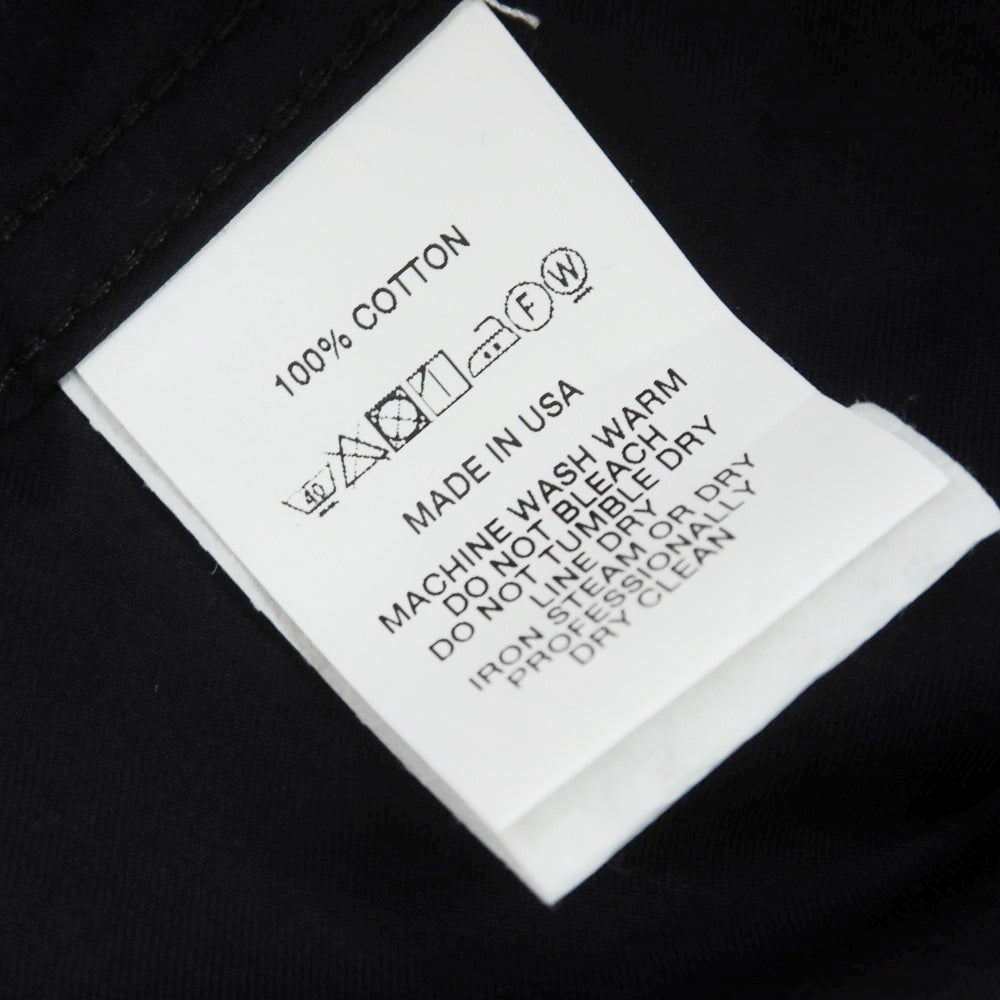 100% COTTON
40 F W
MADE IN USA
MACHINE WASH WARM
DO NOT BLEACH
DO NOT TUMBLE DRY
LINE DRY
IRON STEAM OR DRY
PROFESSIONALLY
DRY CLEAN